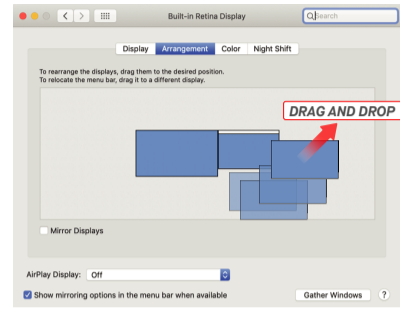 Built-in Retina Display
Search
Display Arrangement Color Night Shift
To rearrange the displays, drag them to the desired position.
To relocate the menu bar, drag it to a different display.
DRAG AND DROP
Mirror Displays
AirPlay Display: Off
Show mirroring options in the menu bar when available
Gather Windows ?